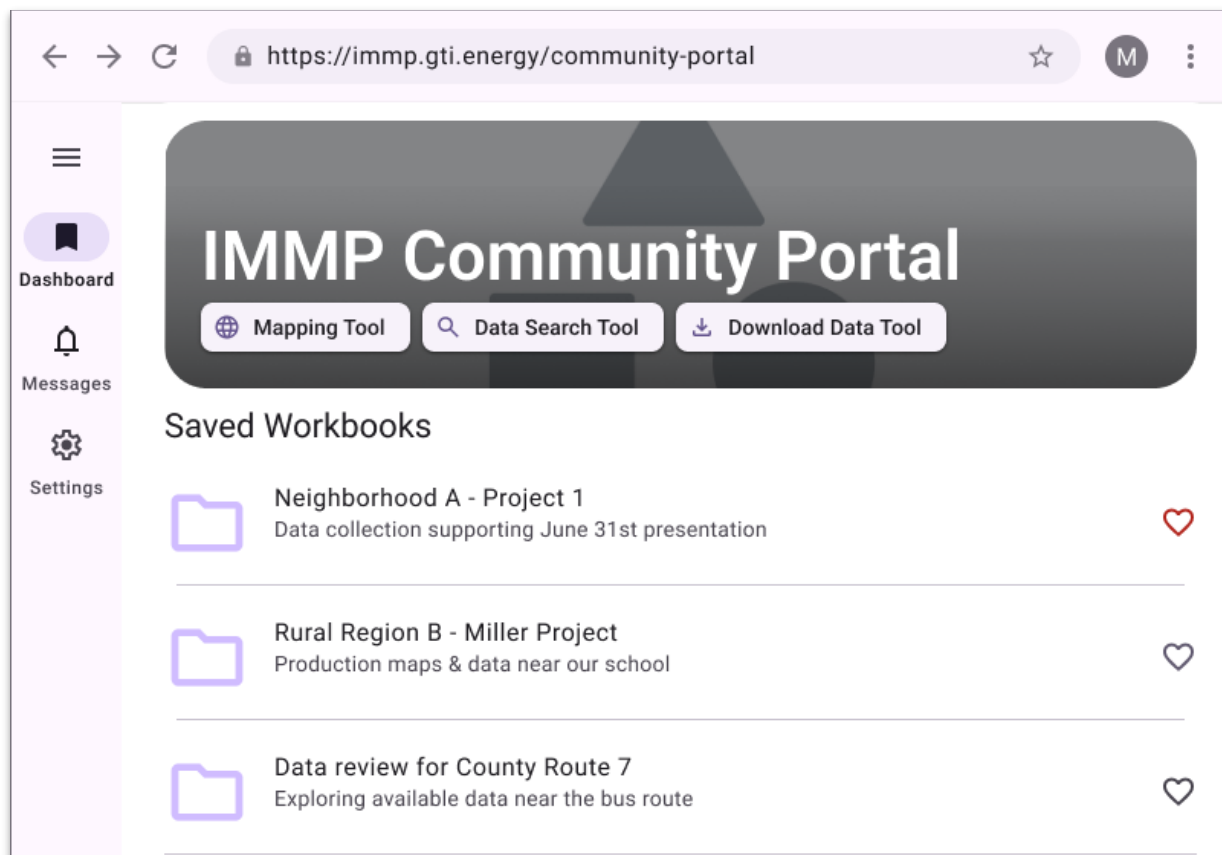 https://immp.gti.energy/community-portal
M
Dashboard
Messages
Settings
IMMP Community Portal
Mapping Tool
Data Search Tool
Download Data Tool
Saved Workbooks
Neighborhood A - Project 1
Data collection supporting June 31st presentation
Rural Region B - Miller Project
Production maps & data near our school
Data review for County Route 7
Exploring available data near the bus route